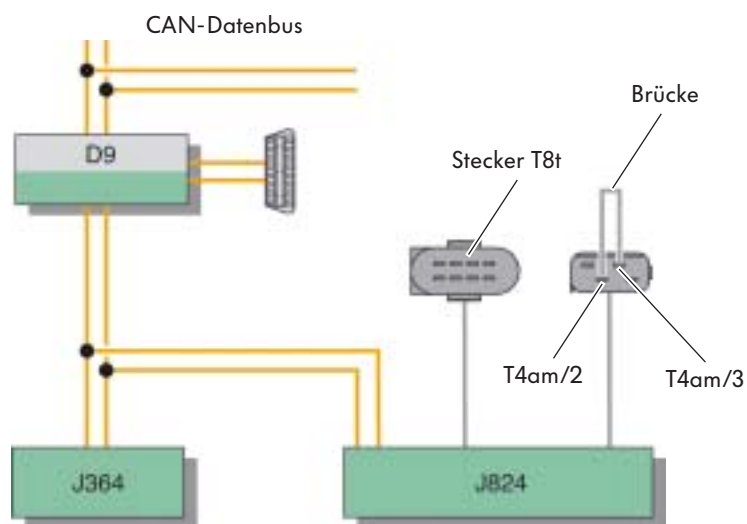 CAN-Datenbus
Brücke
D9
Stecker T8t
T4am/2
T4am/3
J364
J824